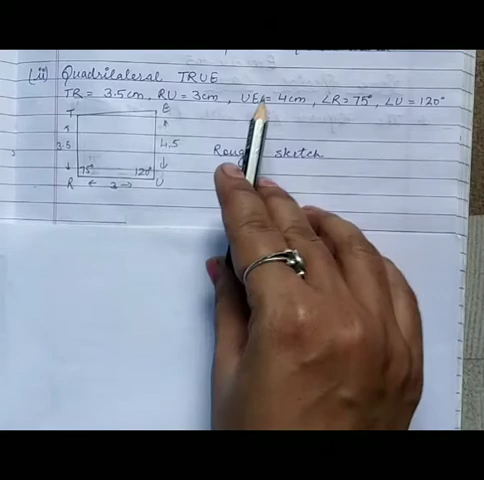 (ii) Quadrilateral TRUE
TR = 3.5cm, RU = 3cm, UE = 4cm, ∠R = 75°, ∠U = 120°
T E
3.5 4.5
Rough sketch
75° 120°
R ← 3 → U